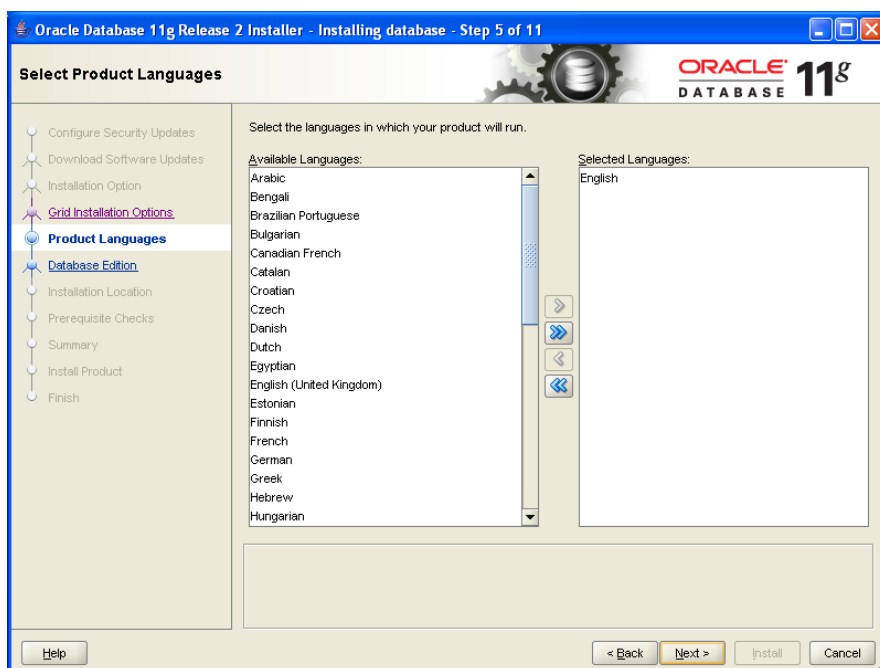 Oracle Database 11g Release 2 Installer - Installing database - Step 5 of 11
Select Product Languages
ORACLE
DATABASE
11g
Configure Security Updates
Download Software Updates
Installation Option
Grid Installation Options
Product Languages
Database Edition
Installation Location
Prerequisite Checks
Summary
Install Product
Finish
Select the languages in which your product will run.
Available Languages:
Arabic
Bengali
Brazilian Portuguese
Bulgarian
Canadian French
Catalan
Croatian
Czech
Danish
Dutch
Egyptian
English (United Kingdom)
Estonian
Finnish
French
German
Greek
Hebrew
Hungarian
Selected Languages:
English
Help
< Back
Next >
Install
Cancel